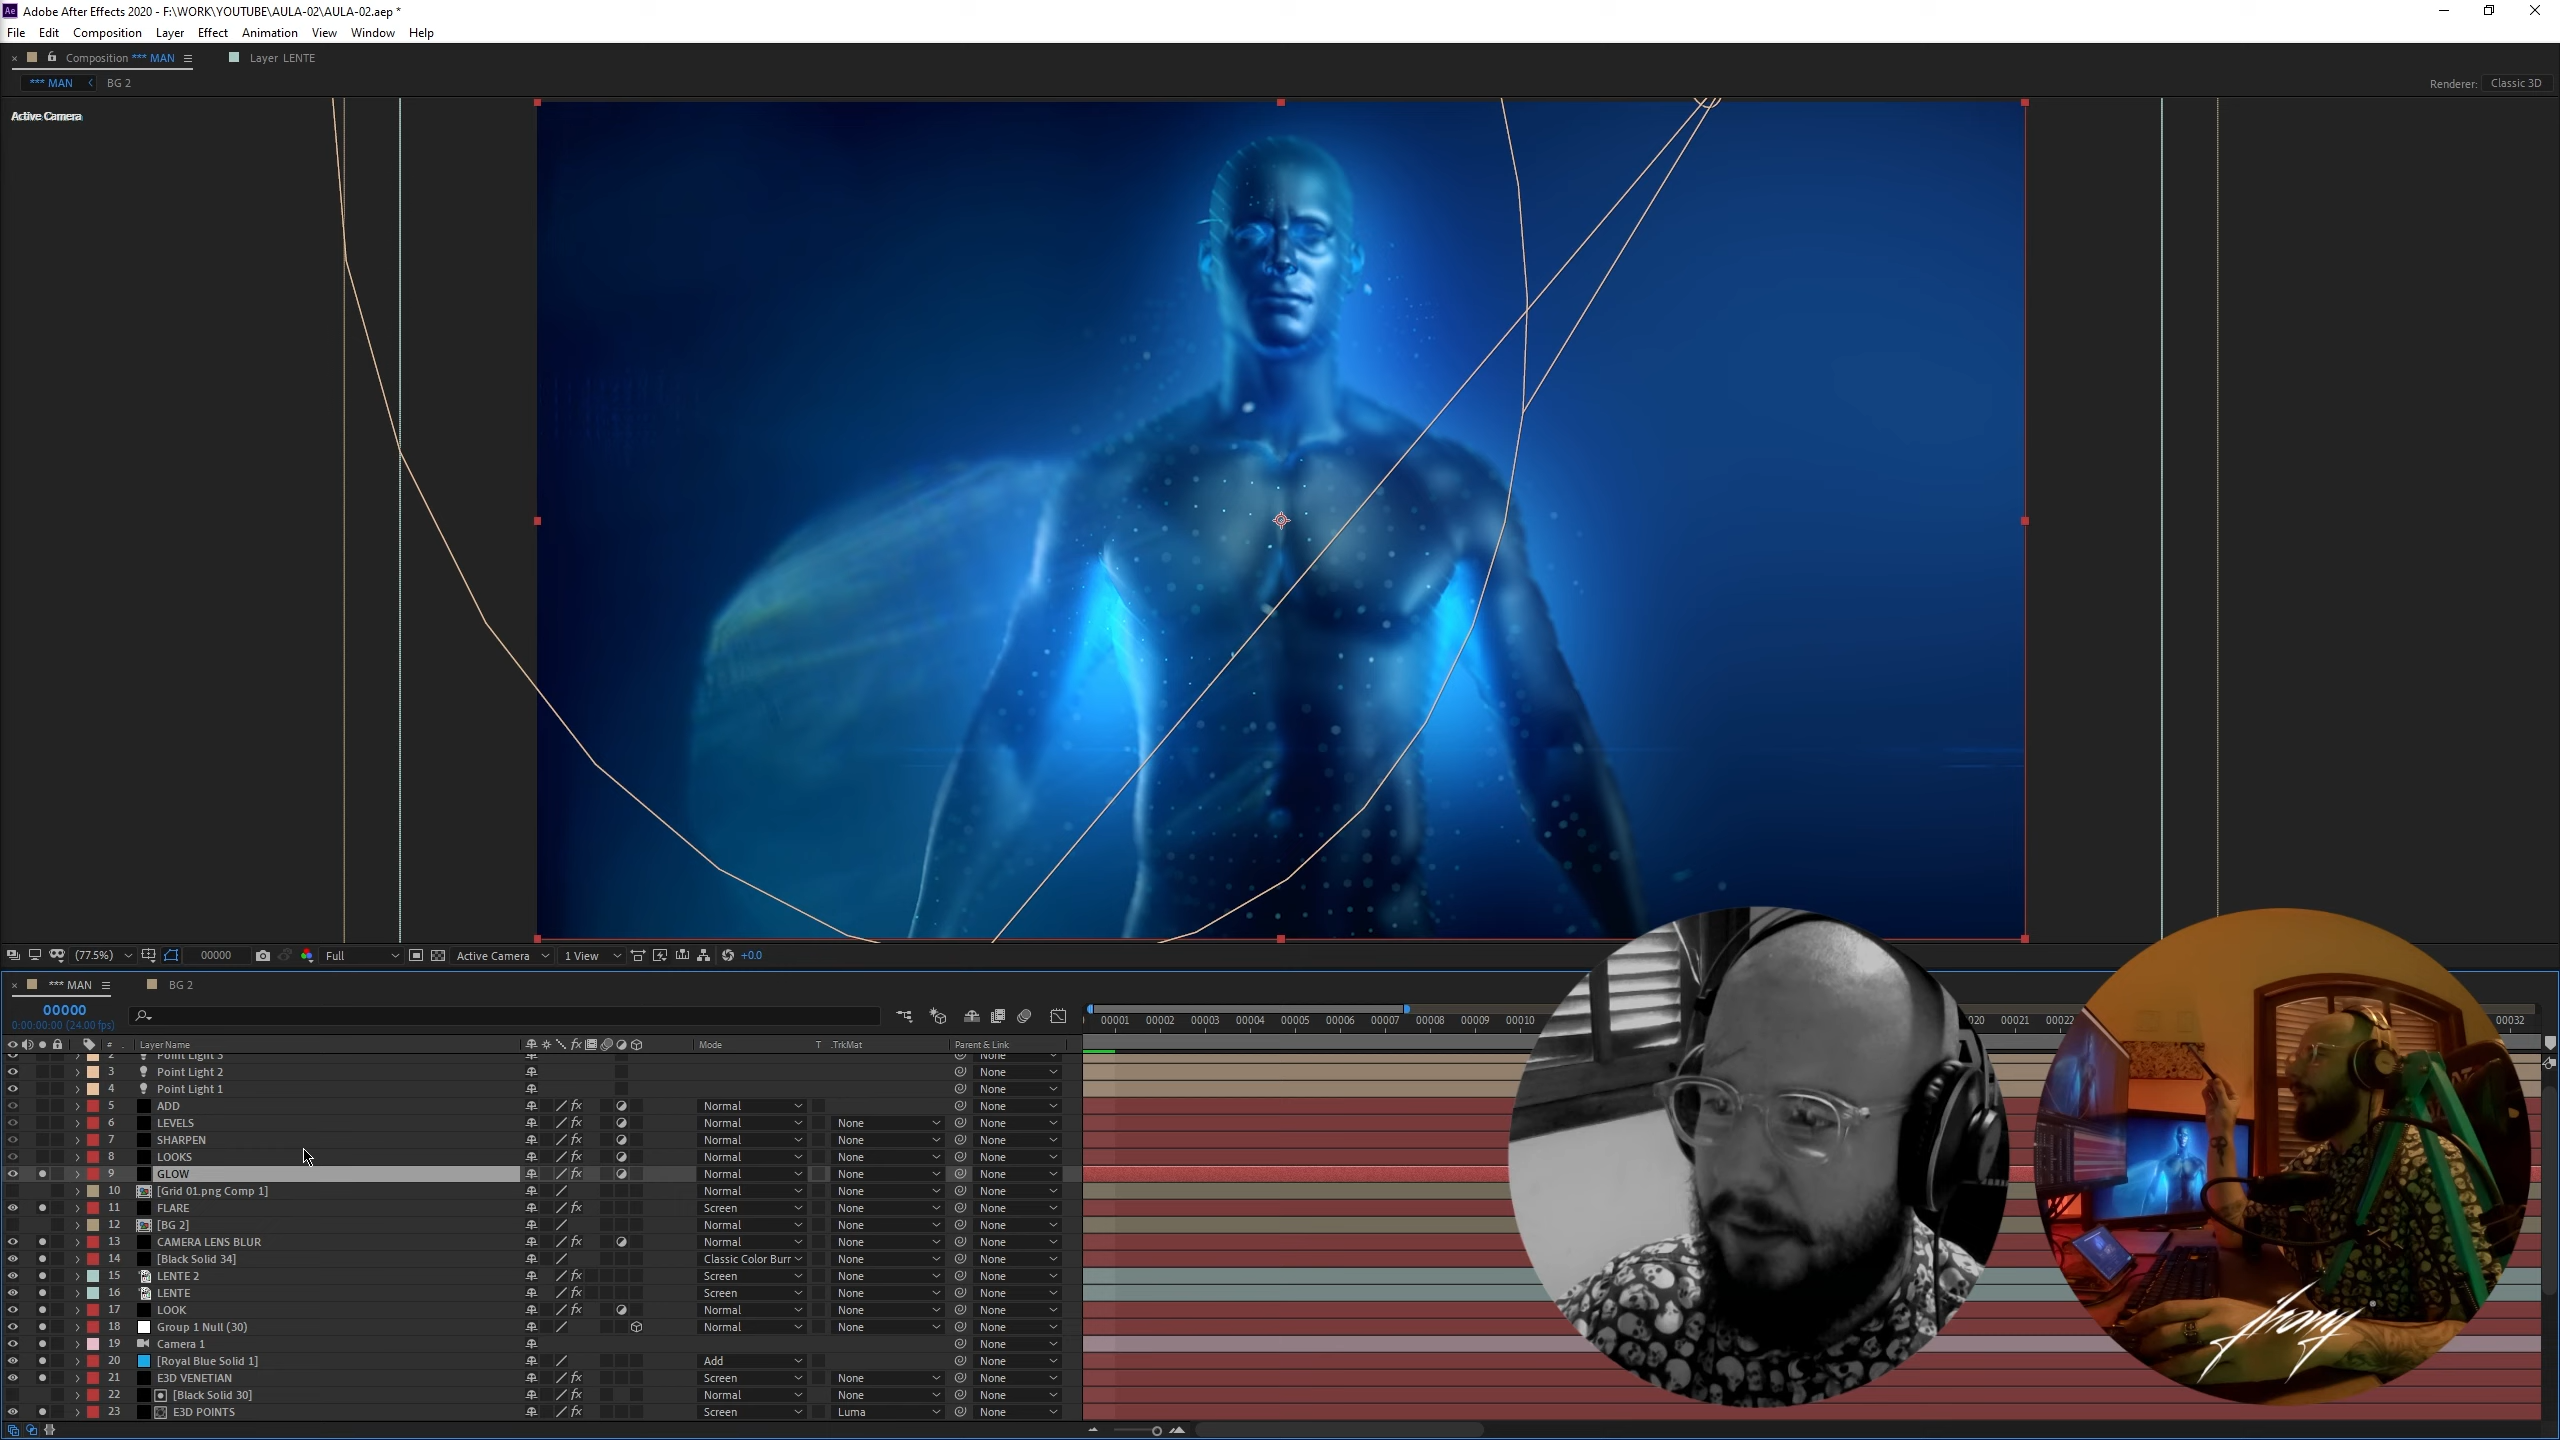 Adobe After Effects 2020 - F:\WORK\YOUTUBE\AULA-02\AULA-02.aep *
File Edit Composition Layer Effect Animation View Window Help
Composition *** MAN Layer LENTE
*** MAN BG 2 Renderer: Classic 3D
Active Camera
(77.5%) 00000 Full Active Camera 1 View +0.0
*** MAN BG 2
00000
0:00:00:00 (24.00 fps)
00001 00002 00003 00004 00005 00006 00007 00008 00009 00010 020 00021 00022 00032
# Layer Name Mode T .TrkMat Parent & Link
2 Point Light 3 None
3 Point Light 2 None
4 Point Light 1 None
5 ADD Normal None
6 LEVELS Normal None None
7 SHARPEN Normal None None
8 LOOKS Normal None None
9 GLOW Normal None None
10 [Grid 01.png Comp 1] Normal None None
11 FLARE Screen None None
12 [BG 2] Normal None None
13 CAMERA LENS BLUR Normal None None
14 [Black Solid 34] Classic Color Burr None None
15 LENTE 2 Screen None None
16 LENTE Screen None None
17 LOOK Normal None None
18 Group 1 Null (30) Normal None None
19 Camera 1 None
20 [Royal Blue Solid 1] Add None
21 E3D VENETIAN Screen None None
22 [Black Solid 30] Normal None None
23 E3D POINTS Screen Luma None
Jhony